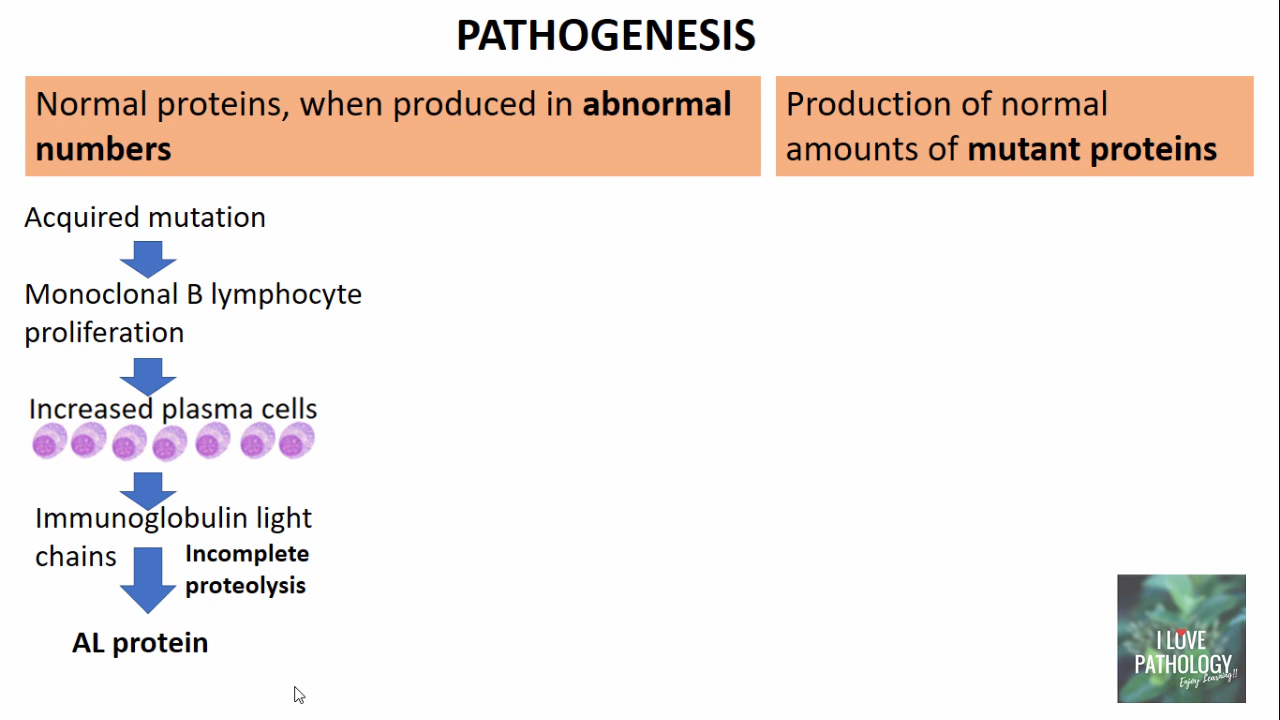 PATHOGENESIS
Normal proteins, when produced in abnormal
numbers
Production of normal
amounts of mutant proteins
Acquired mutation
Monoclonal B lymphocyte
proliferation
Increased plasma cells
Immunoglobulin light
chains
Incomplete
proteolysis
AL protein
I LOVE
PATHOLOGY
Enjoy Learning!!